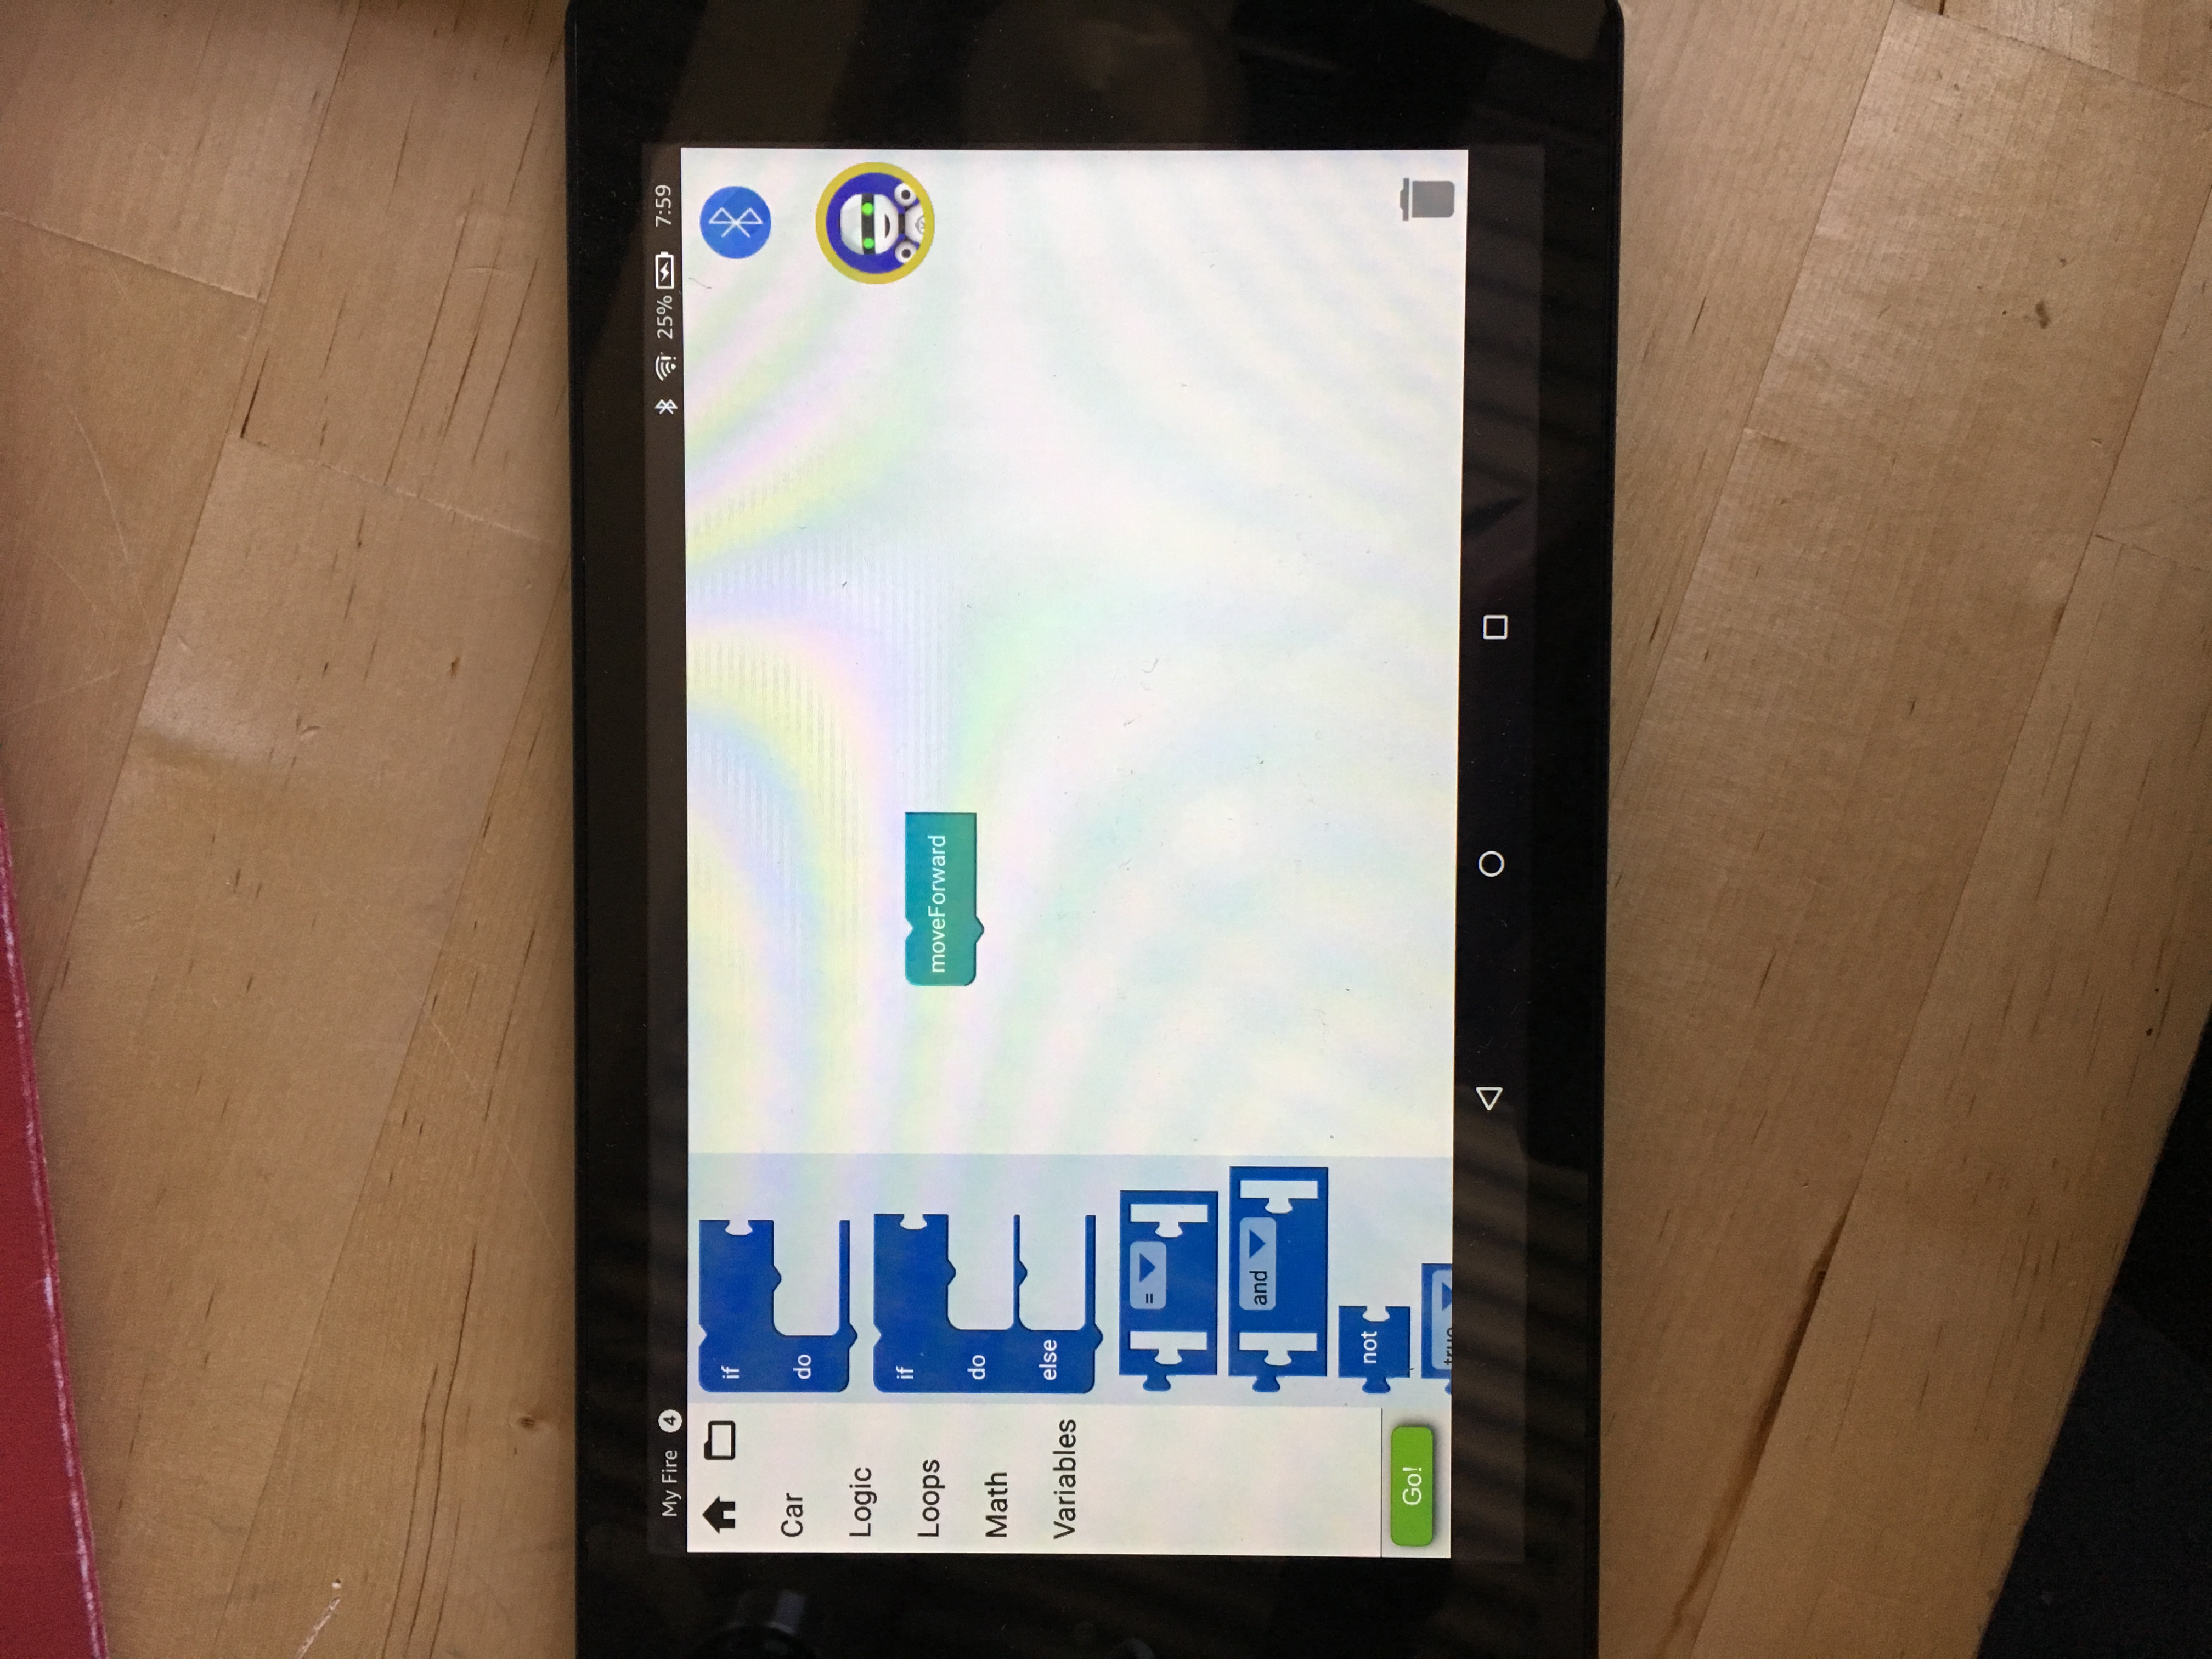 My Fire 4
25% 7:59
Car
Logic
Loops
Math
Variables
Go!
if
do
if
do
else
=
and
not
true
moveForward